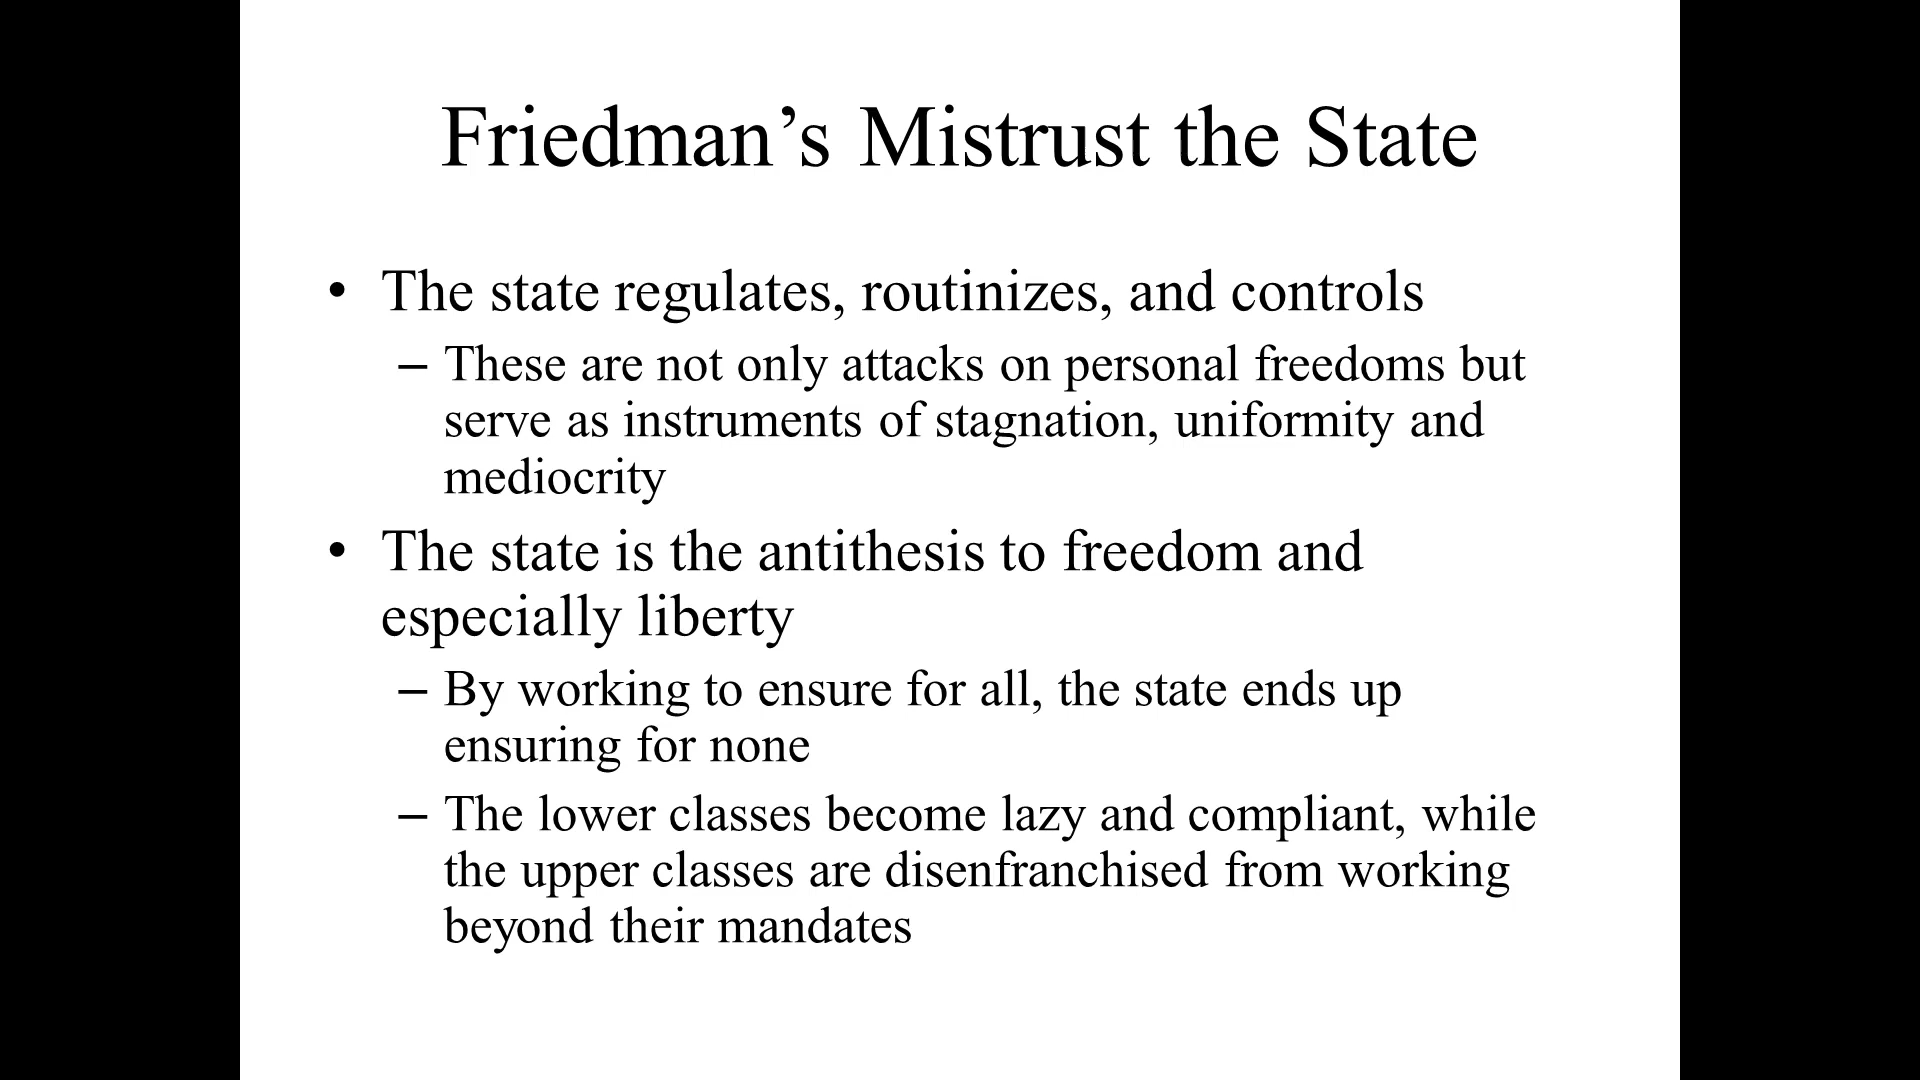 Friedman’s Mistrust the State
• The state regulates, routinizes, and controls
– These are not only attacks on personal freedoms but
serve as instruments of stagnation, uniformity and
mediocrity
• The state is the antithesis to freedom and
especially liberty
– By working to ensure for all, the state ends up
ensuring for none
– The lower classes become lazy and compliant, while
the upper classes are disenfranchised from working
beyond their mandates